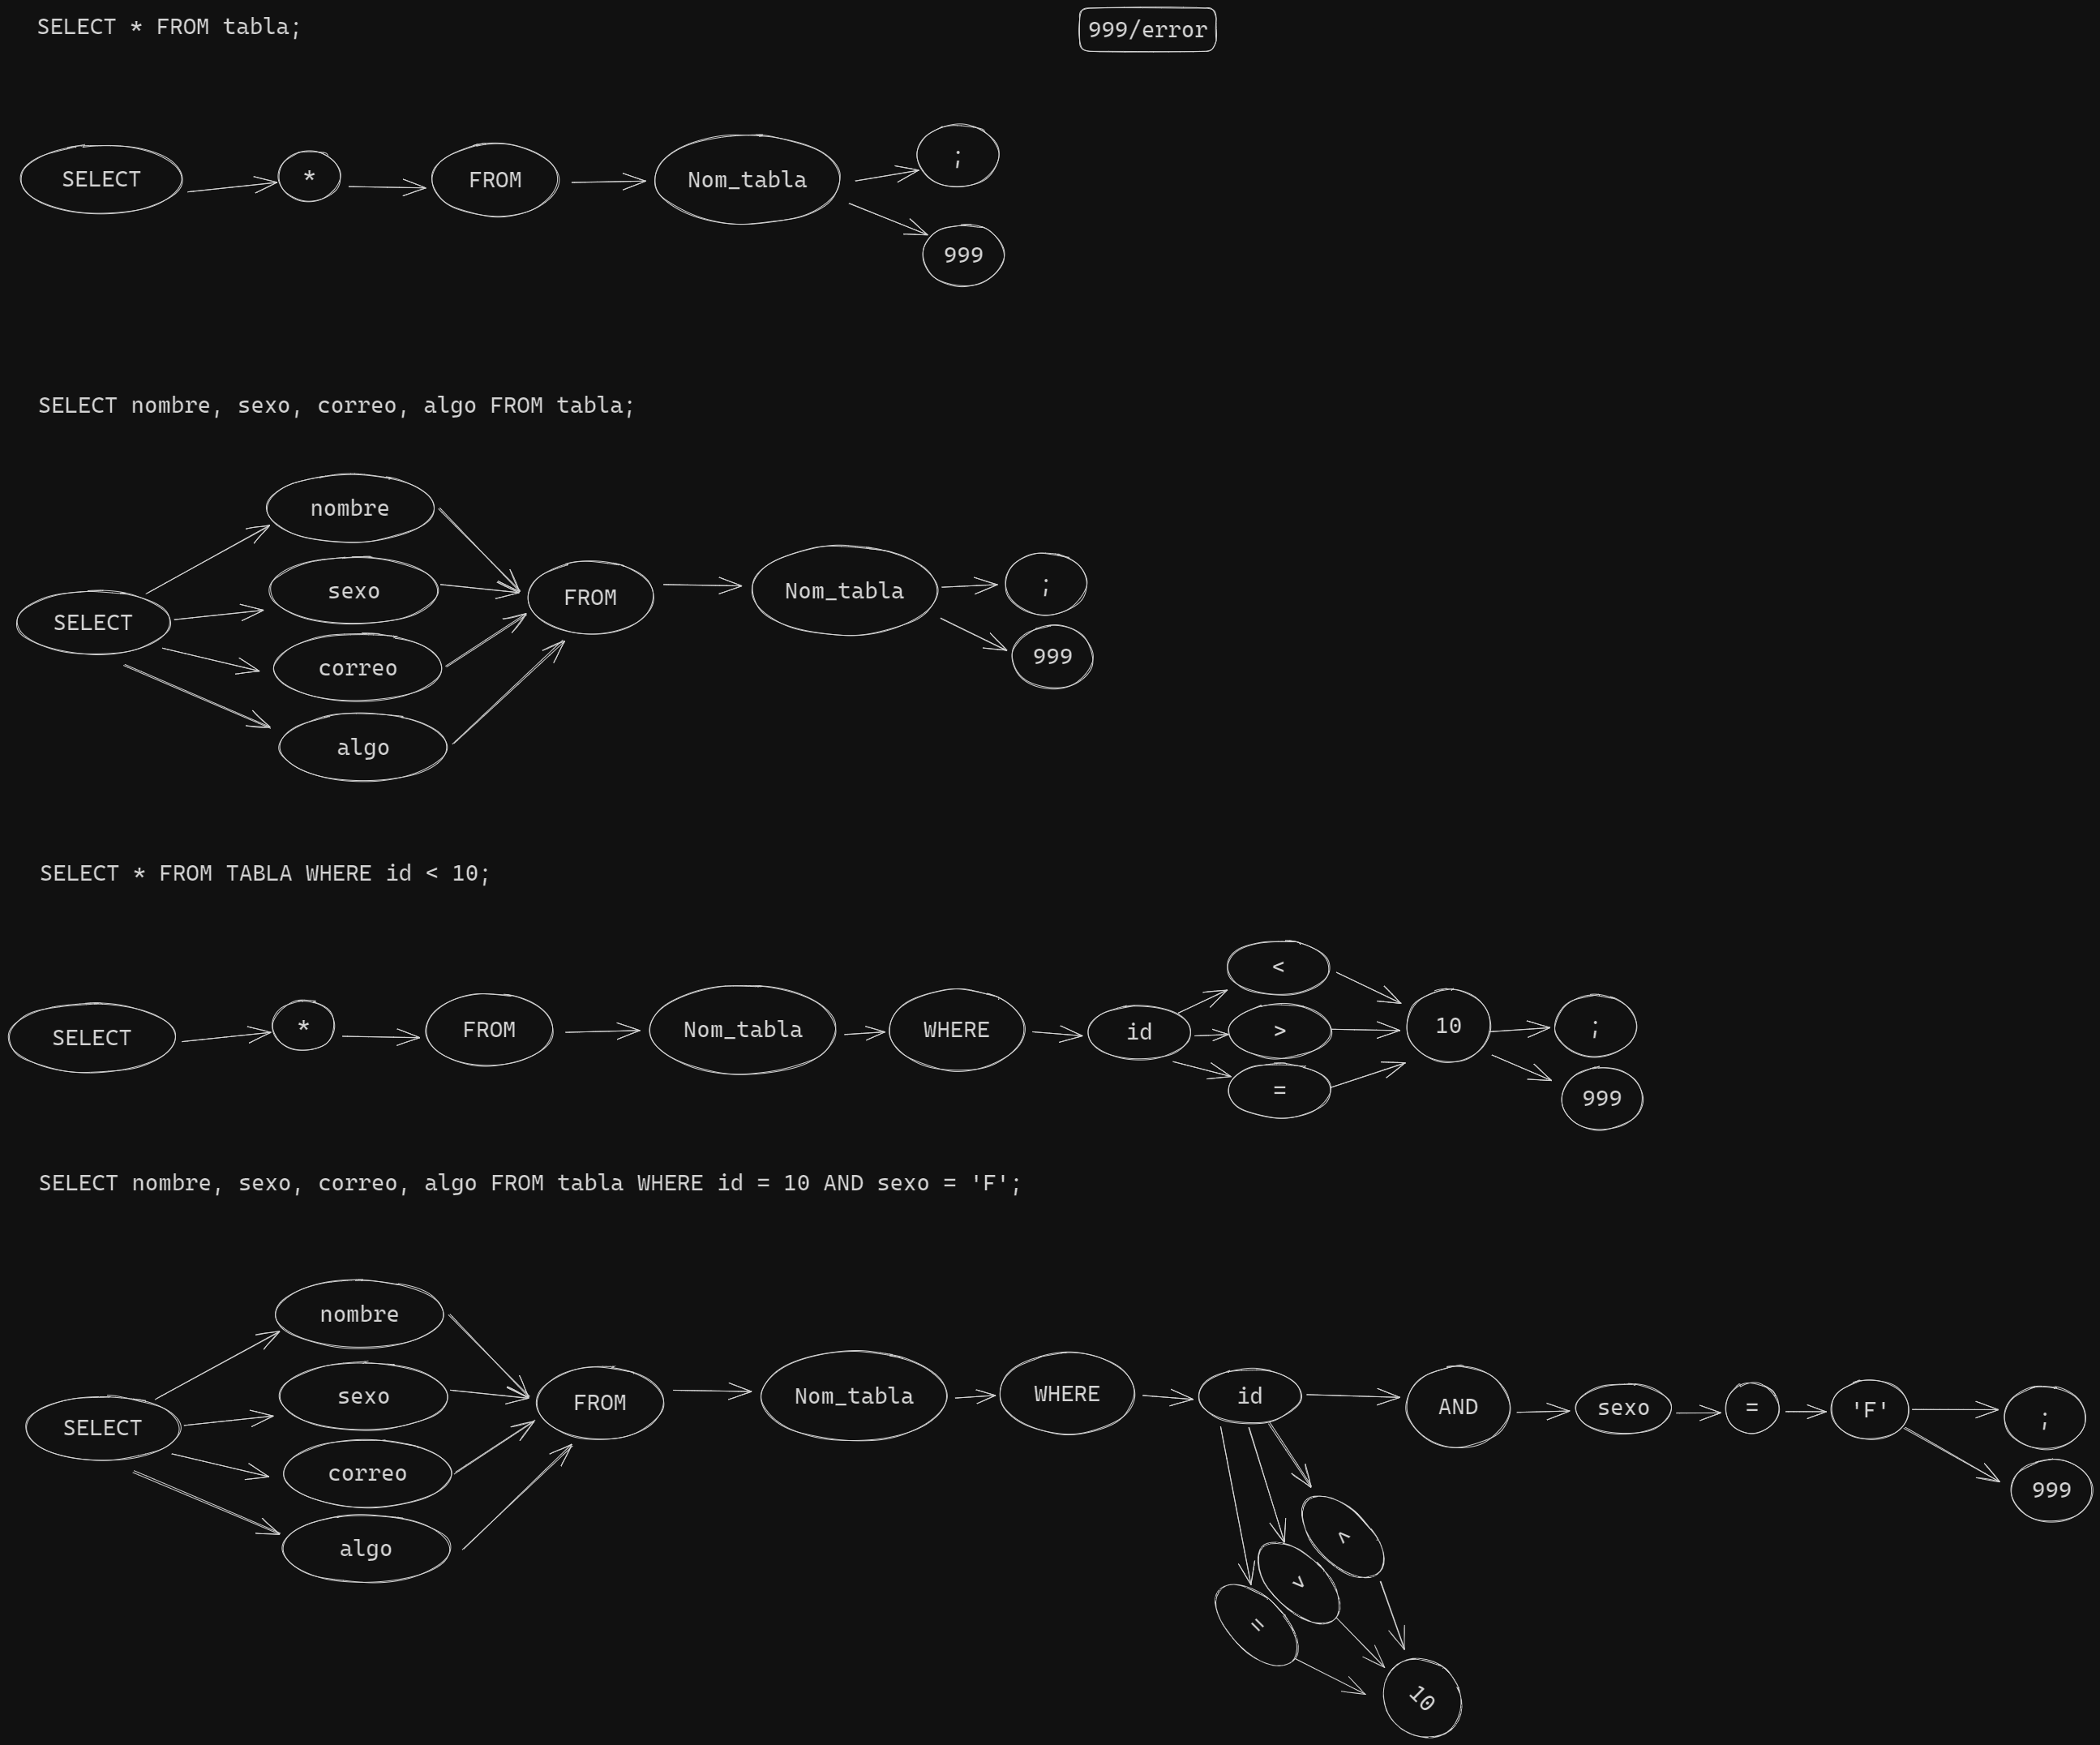 SELECT * FROM tabla;
999/error
SELECT
*
FROM
Nom_tabla
;
999
SELECT nombre, sexo, correo, algo FROM tabla;
SELECT
nombre
sexo
correo
algo
FROM
Nom_tabla
;
999
SELECT * FROM TABLA WHERE id < 10;
SELECT
*
FROM
Nom_tabla
WHERE
id
<
>
=
10
;
999
SELECT nombre, sexo, correo, algo FROM tabla WHERE id = 10 AND sexo = 'F';
SELECT
nombre
sexo
correo
algo
FROM
Nom_tabla
WHERE
id
AND
sexo
=
'F'
;
999
<
>
=
10